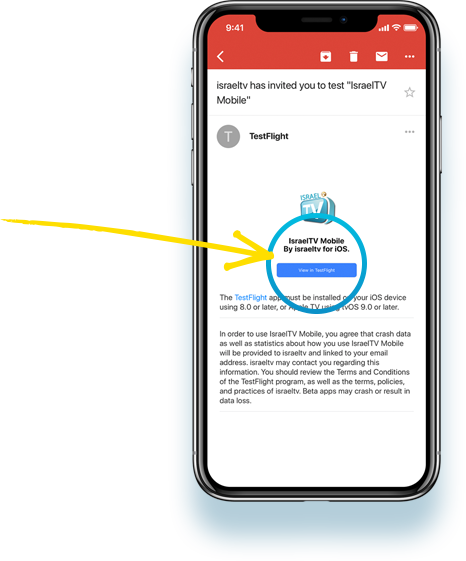 9:41
israeltv has invited you to test "IsraelTV
Mobile"
T
TestFlight
ISRAEL
TV
IsraelTV Mobile
By israeltv for iOS.
View in TestFlight
The TestFlight app must be installed on your iOS device
using 8.0 or later, or Apple TV using tvOS 9.0 or later.
In order to use IsraelTV Mobile, you agree that crash data
as well as statistics about how you use IsraelTV Mobile
will be provided to israeltv and linked to your email
address. israeltv may contact you regarding this
information. You should review the Terms and Conditions
of the TestFlight program, as well as the terms, policies,
and practices of israeltv. Beta apps may crash or result in
data loss.